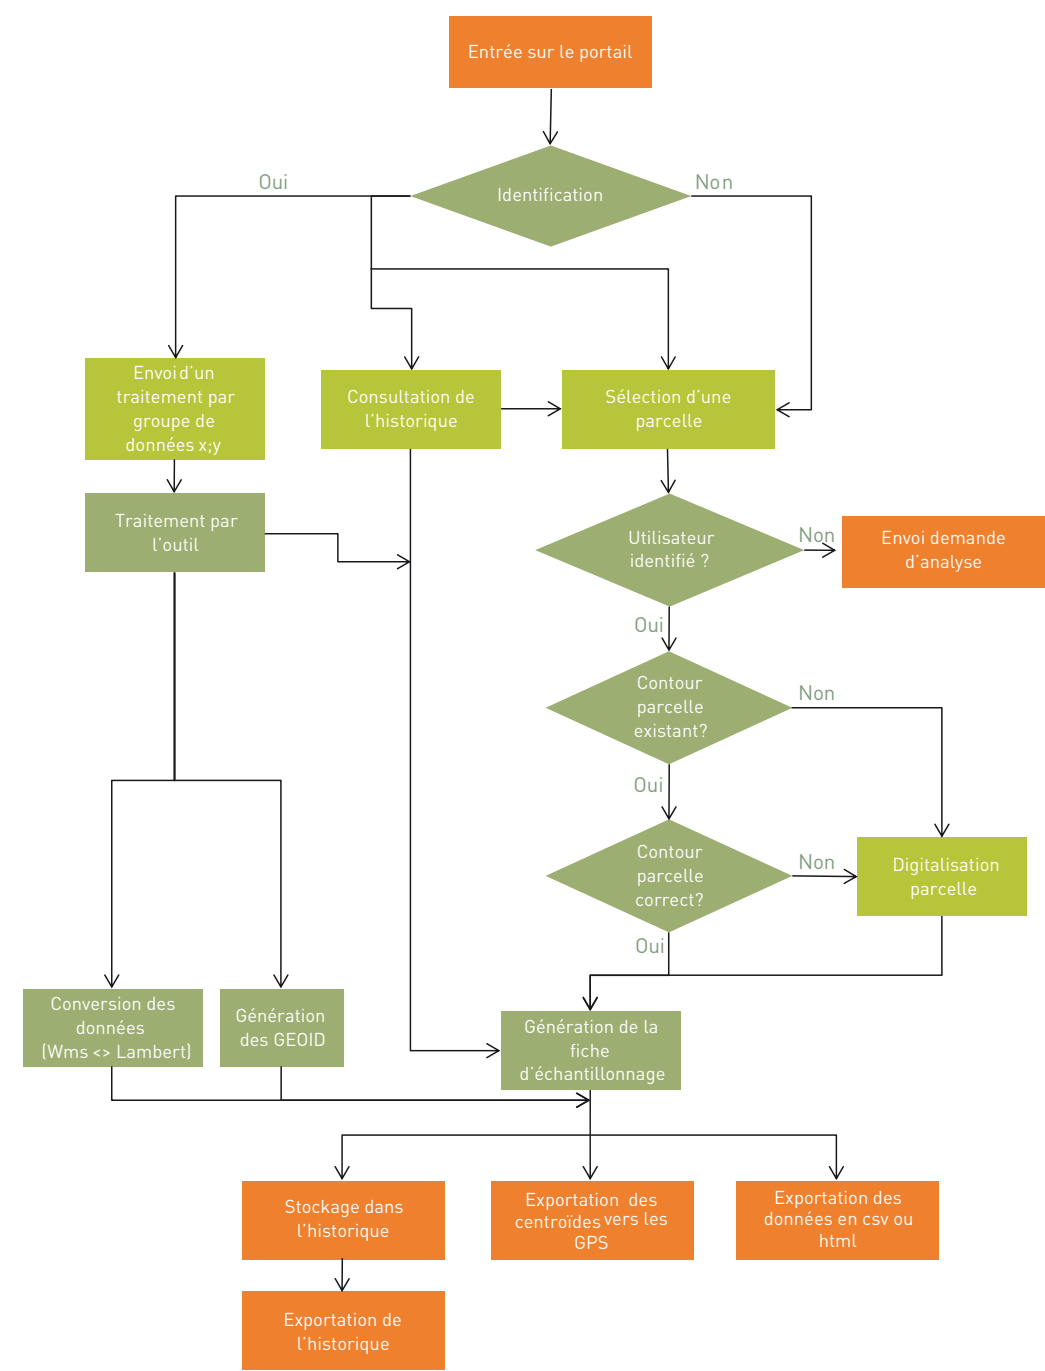 Entrée sur le portail
Oui
Identification
Non
Envoi d'un
traitement par
groupe de
données x;y
Consultation de
l'historique
Sélection d'une
parcelle
Traitement par
l'outil
Utilisateur
identifié ?
Non
Envoi demande
d'analyse
Oui
Contour
parcelle
existant?
Non
Oui
Contour
parcelle
correct?
Non
Digitalisation
parcelle
Oui
Conversion des
données
(Wms <> Lambert)
Génération
des GEOID
Génération de la
fiche
d'échantillonnage
Stockage dans
l'historique
Exportation des
centroïdes vers les
GPS
Exportation des
données en csv ou
html
Exportation de
l'historique